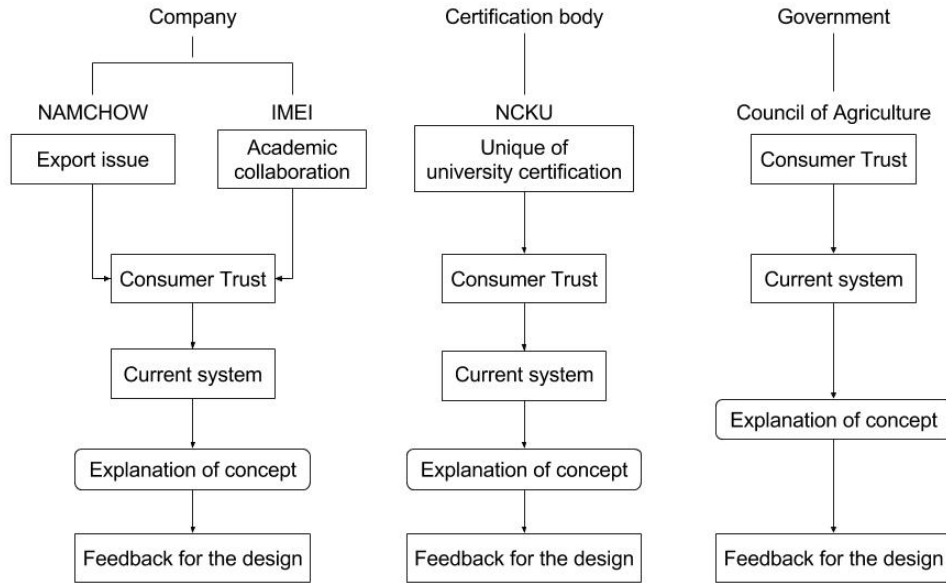 Company
NAMCHOW
IMEI
Export issue
Academic
collaboration
Consumer Trust
Current system
Explanation of concept
Feedback for the design
Certification body
NCKU
Unique of
university certification
Consumer Trust
Current system
Explanation of concept
Feedback for the design
Government
Council of Agriculture
Consumer Trust
Current system
Explanation of concept
Feedback for the design